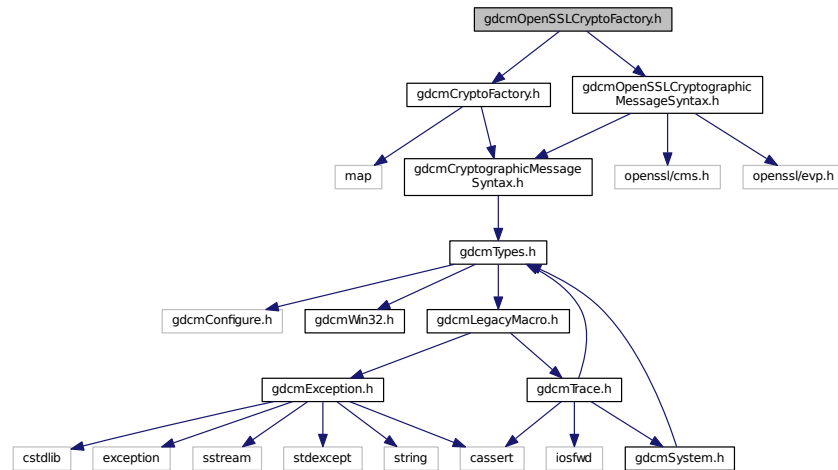 gdcmOpenSSLCryptoFactory.h
gdcmCryptoFactory.h
gdcmOpenSSLCryptographic
MessageSyntax.h
map
gdcmCryptographicMessage
Syntax.h
openssl/cms.h
openssl/evp.h
gdcmTypes.h
gdcmConfigure.h
gdcmWin32.h
gdcmLegacyMacro.h
gdcmException.h
gdcmTrace.h
cstdlib
exception
sstream
stdexcept
string
cassert
iosfwd
gdcmSystem.h